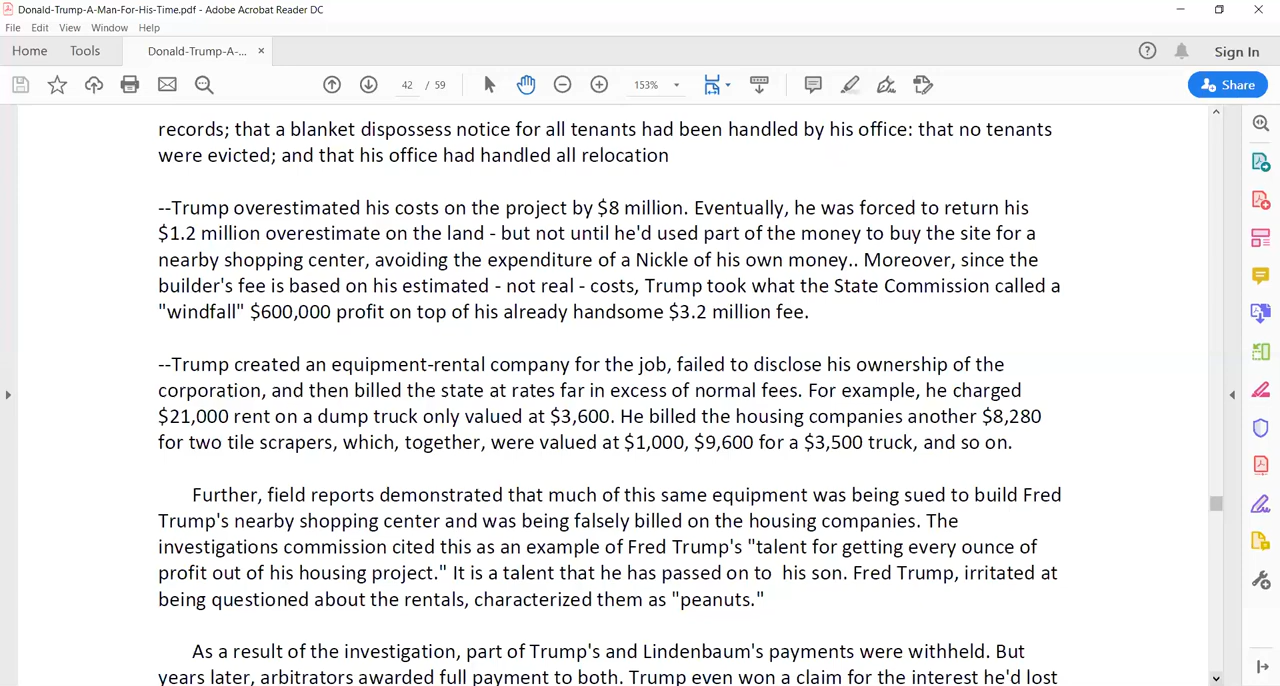 Donald-Trump-A-Man-For-His-Time.pdf - Adobe Acrobat Reader DC
File Edit View Window Help
Home Tools Donald-Trump-A-... × Sign In
42 / 59 153% Share
records; that a blanket dispossess notice for all tenants had been handled by his office: that no tenants
were evicted; and that his office had handled all relocation
--Trump overestimated his costs on the project by $8 million. Eventually, he was forced to return his
$1.2 million overestimate on the land - but not until he'd used part of the money to buy the site for a
nearby shopping center, avoiding the expenditure of a Nickle of his own money.. Moreover, since the
builder's fee is based on his estimated - not real - costs, Trump took what the State Commission called a
"windfall" $600,000 profit on top of his already handsome $3.2 million fee.
--Trump created an equipment-rental company for the job, failed to disclose his ownership of the
corporation, and then billed the state at rates far in excess of normal fees. For example, he charged
$21,000 rent on a dump truck only valued at $3,600. He billed the housing companies another $8,280
for two tile scrapers, which, together, were valued at $1,000, $9,600 for a $3,500 truck, and so on.
Further, field reports demonstrated that much of this same equipment was being sued to build Fred
Trump's nearby shopping center and was being falsely billed on the housing companies. The
investigations commission cited this as an example of Fred Trump's "talent for getting every ounce of
profit out of his housing project." It is a talent that he has passed on to  his son. Fred Trump, irritated at
being questioned about the rentals, characterized them as "peanuts."
As a result of the investigation, part of Trump's and Lindenbaum's payments were withheld. But
years later, arbitrators awarded full payment to both. Trump even won a claim for the interest he'd lost